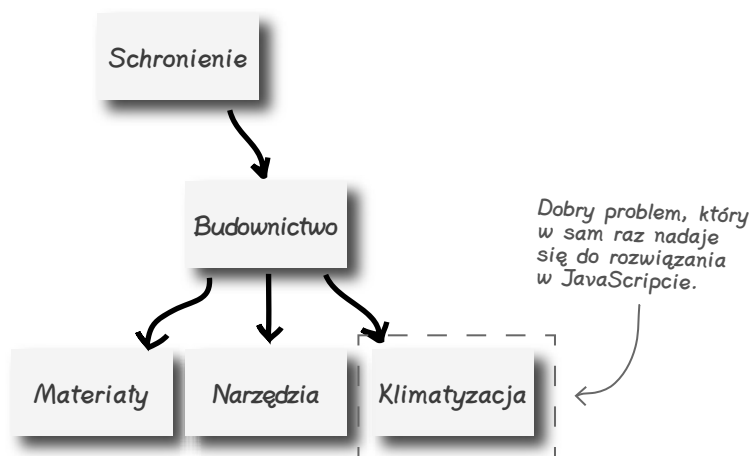 Schronienie
Budownictwo
Dobry problem, który
w sam raz nadaje
się do rozwiązania
w JavaScripcie.
Materiały
Narzędzia
Klimatyzacja